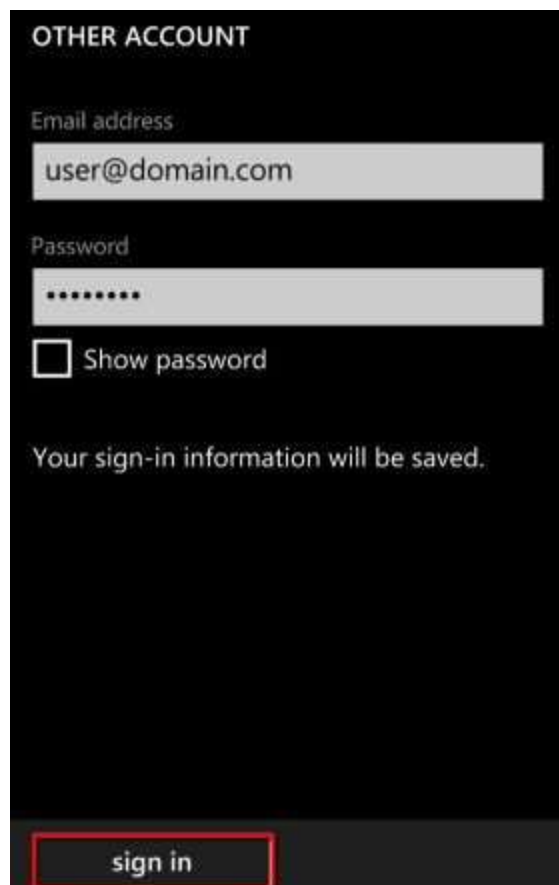 OTHER ACCOUNT
Email address
user@domain.com
Password
••••••••
Show password
Your sign-in information will be saved.
sign in